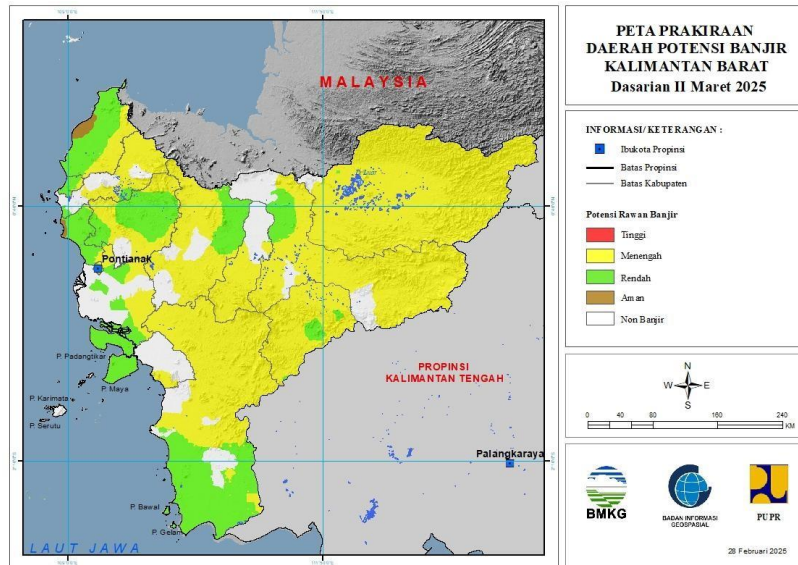 MALAYSIA
Pontianak
P. Padangtikar
P. Maya
P. Karimata
P. Serutu
PROPINSI
KALIMANTAN TENGAH
Palangkaraya
P. Bawal
P. Gelam
LAUT JAWA
PETA PRAKIRAAN
DAERAH POTENSI BANJIR
KALIMANTAN BARAT
Dasarian II Maret 2025
INFORMASI/ KETERANGAN :
Ibukota Propinsi
Batas Propinsi
Batas Kabupaten
Potensi Rawan Banjir
Tinggi
Menengah
Rendah
Aman
Non Banjir
N
W E
S
0 40 80 160 240
KM
BMKG
BADAN INFORMASI
GEOSPASIAL
PUPR
28 Februari 2025